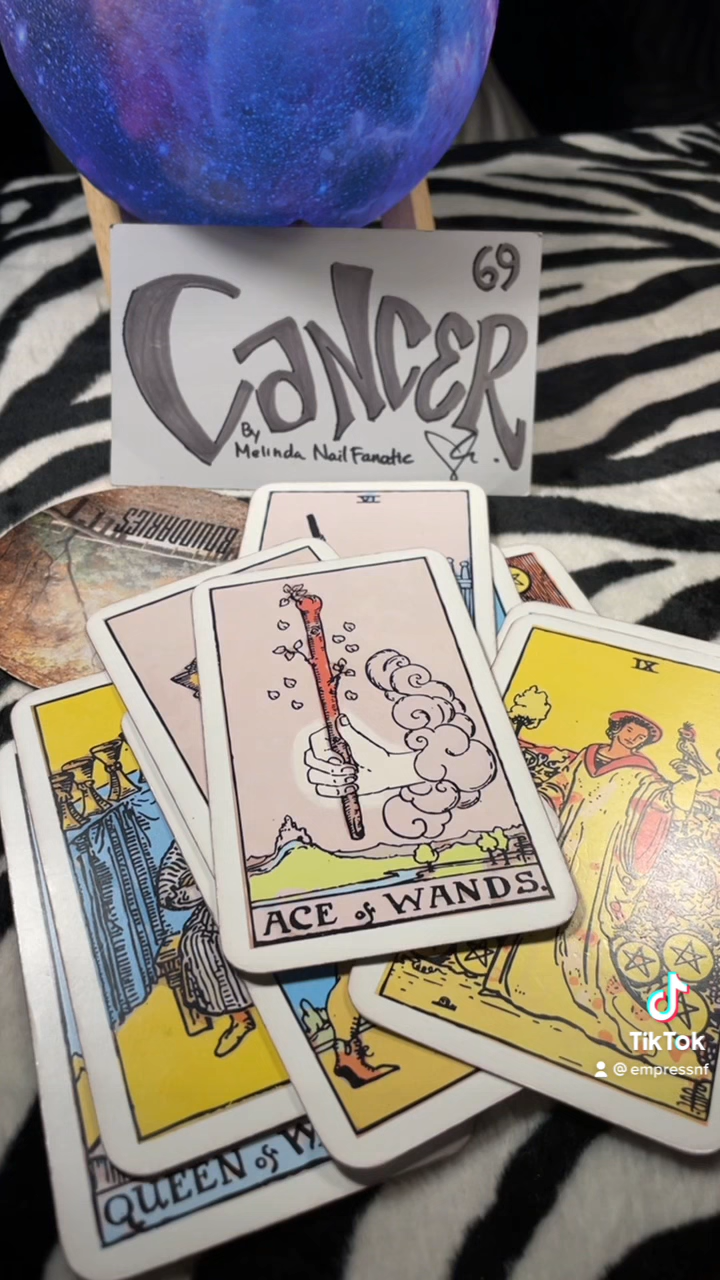 69
CANCER
By
Melinda Nail Fanatic
BOUNDARIES
VI
IX
ACE of WANDS.
QUEEN of W
TikTok
@ empressnf